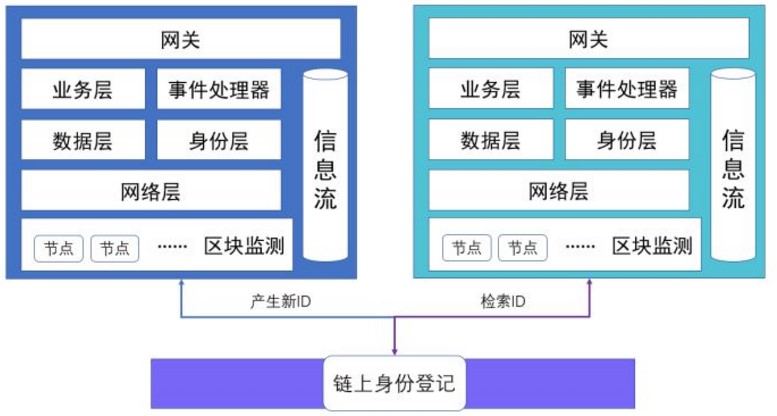 网关
业务层
事件处理器
数据层
身份层
网络层
节点
节点
······
区块监测
信息流
网关
业务层
事件处理器
数据层
身份层
网络层
节点
节点
······
区块监测
信息流
产生新ID
检索ID
链上身份登记